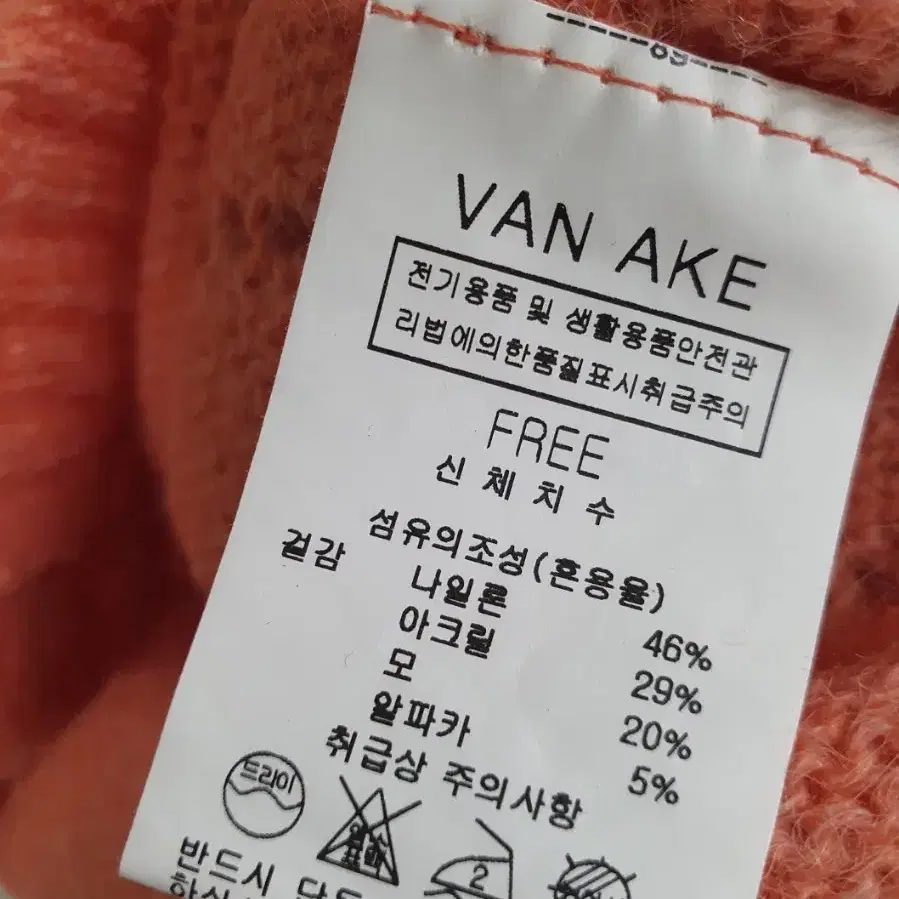 -----69----
VAN AKE
전기용품 및 생활용품안전관
리법에의한품질표시취급주의
FREE
신 체 치 수
섬유의조성(혼용율)
겉감
나일론 46%
아크릴 29%
모 20%
알파카 5%
취급상 주의사항
드라이
2
반드시 단독